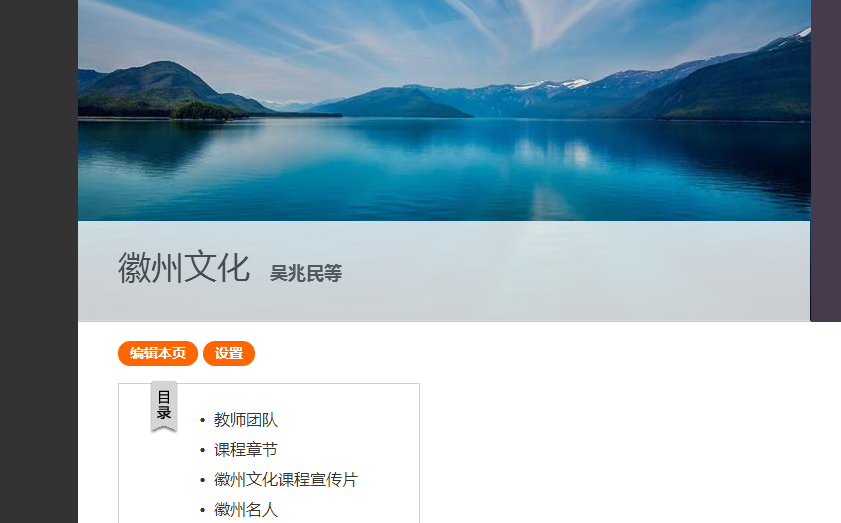 徽州文化 吴兆民等
编辑本页 设置
目录
教师团队
课程章节
徽州文化课程宣传片
徽州名人